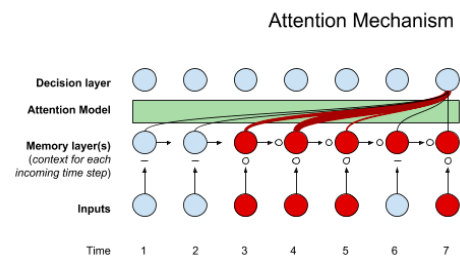 Attention Mechanism
Decision layer
Attention Model
Memory layer(s)
(context for each
incoming time step)
Inputs
Time 1 2 3 4 5 6 7